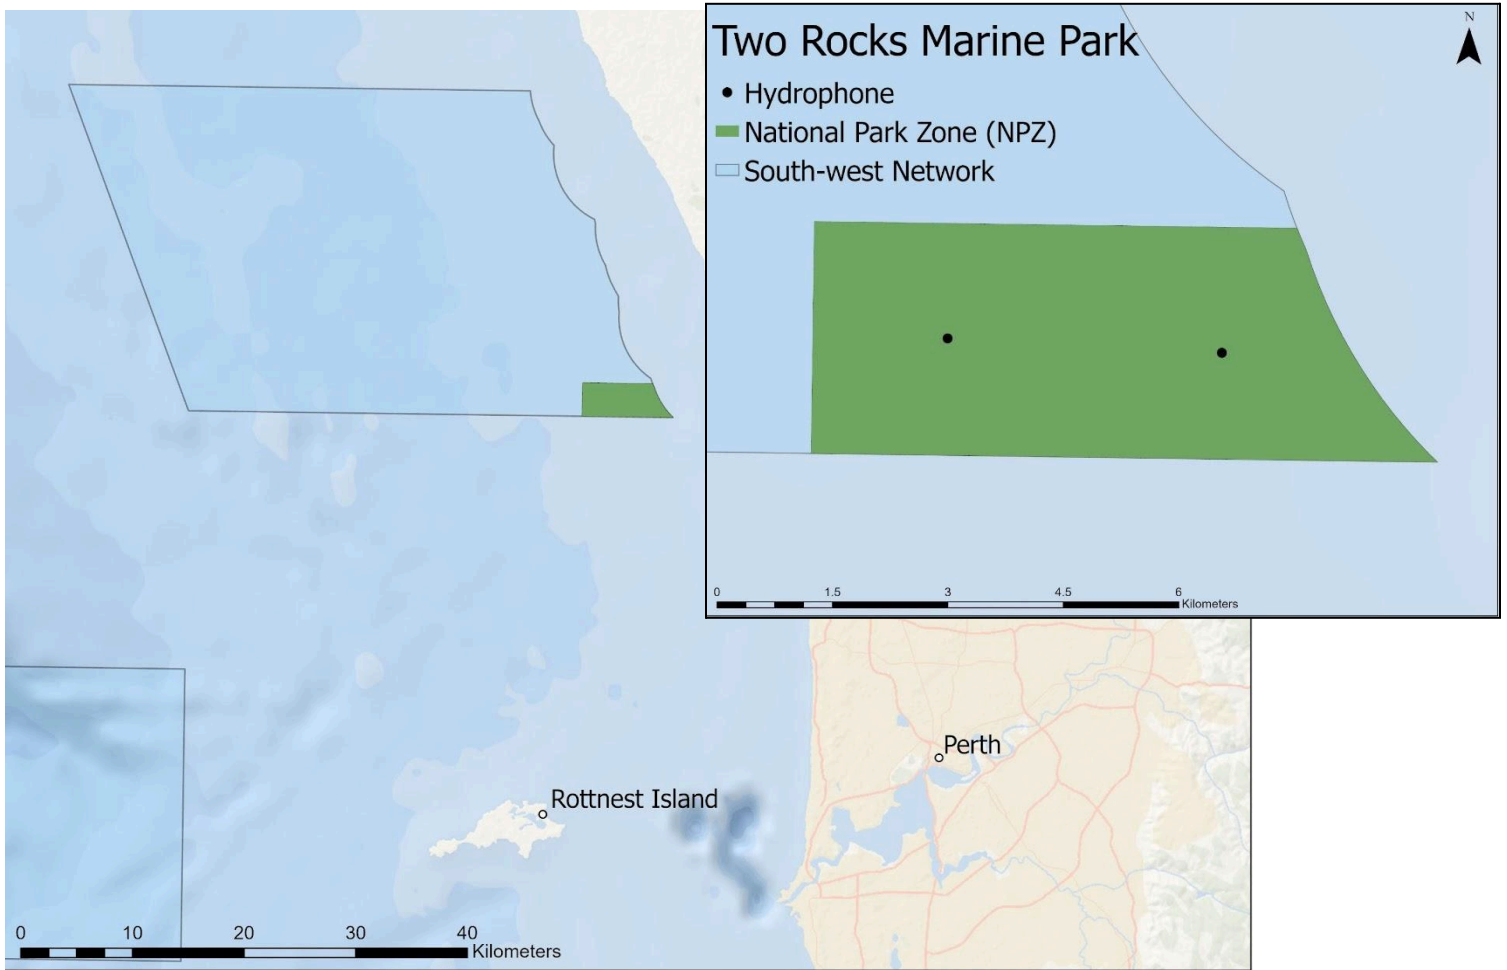 Two Rocks Marine Park
N
Hydrophone
National Park Zone (NPZ)
South-west Network
0 1.5 3 4.5 6
Kilometers
Perth
Rottnest Island
0 10 20 30 40
Kilometers